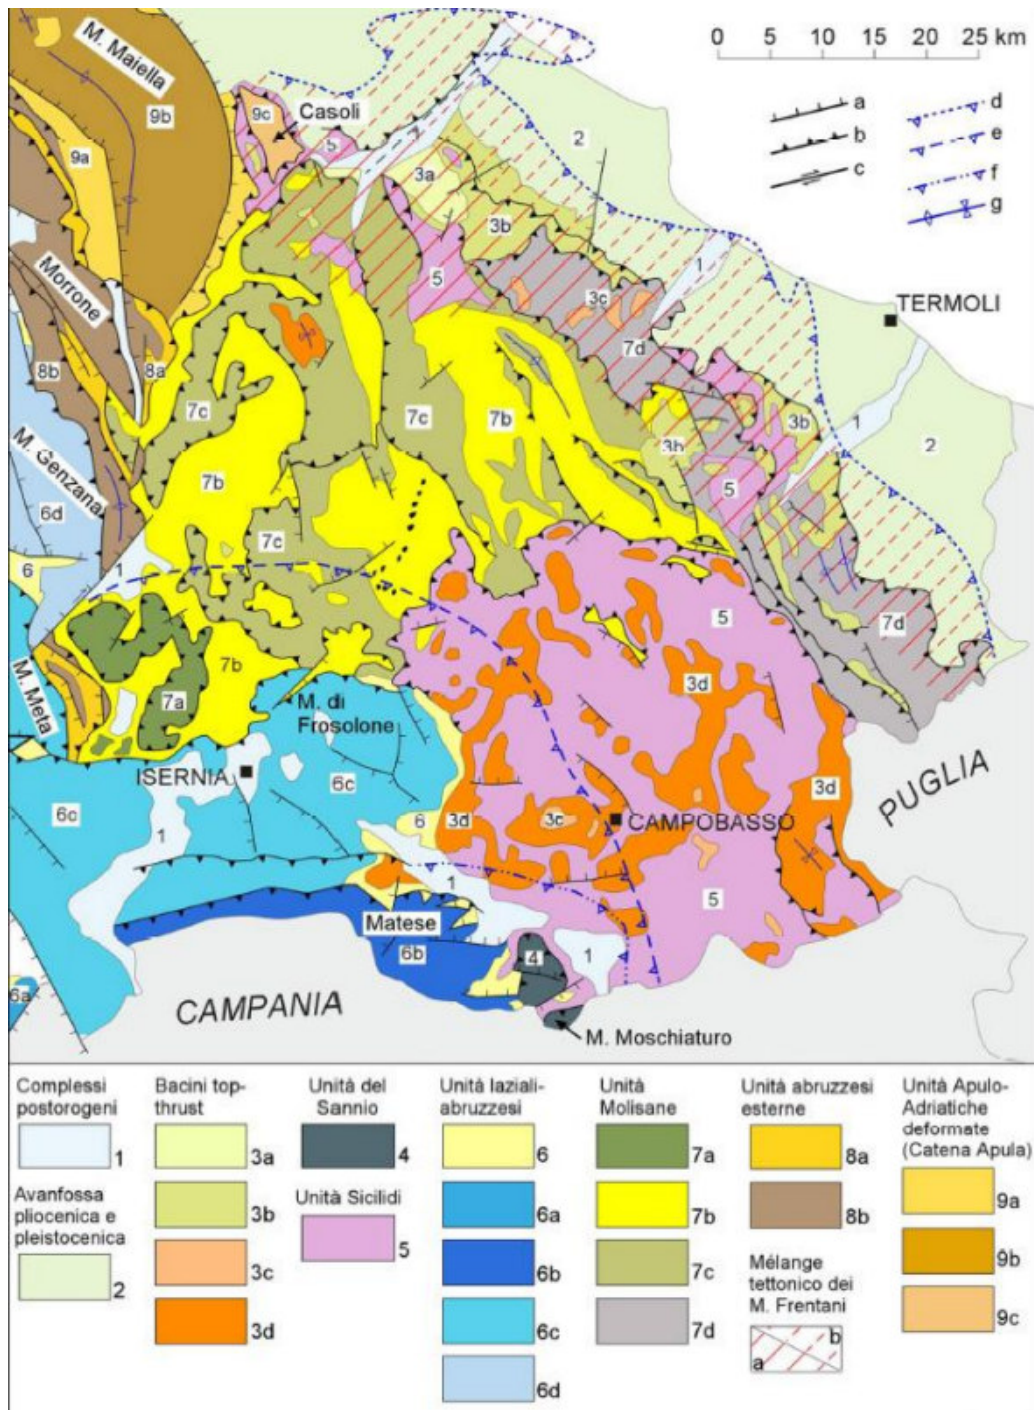 0 5 10 15 20 25 km
a
b
c
d
e
f
g
M. Maiella
9b
9c
Casoli
5
1
2
9a
3a
3b
5
1
Morrone
3c
TERMOLI
8b
8a
7d
7c
7c
7b
3b
3b
1
2
M. Genzana
7b
5
6d
7c
6
1
5
7d
7b
3d
M. Meta
7a
M. di
Frosolone
ISERNIA
6c
6c
3d
PUGLIA
1
6
3d
3c
CAMPOBASSO
1
5
Matese
6b
4
1
6a
CAMPANIA
M. Moschiaturo
Complessi
postorogeni
1
Avanfossa
pliocenica e
pleistocenica
2
Bacini top-
thrust
3a
3b
3c
3d
Unità del
Sannio
4
Unità Sicilidi
5
Unità laziali-
abruzzesi
6
6a
6b
6c
6d
Unità
Molisane
7a
7b
7c
7d
Unità abruzzesi
esterne
8a
8b
Mélange
tettonico dei
M. Frentani
a
b
Unità Apulo-
Adriatiche
deformate
(Catena Apula)
9a
9b
9c